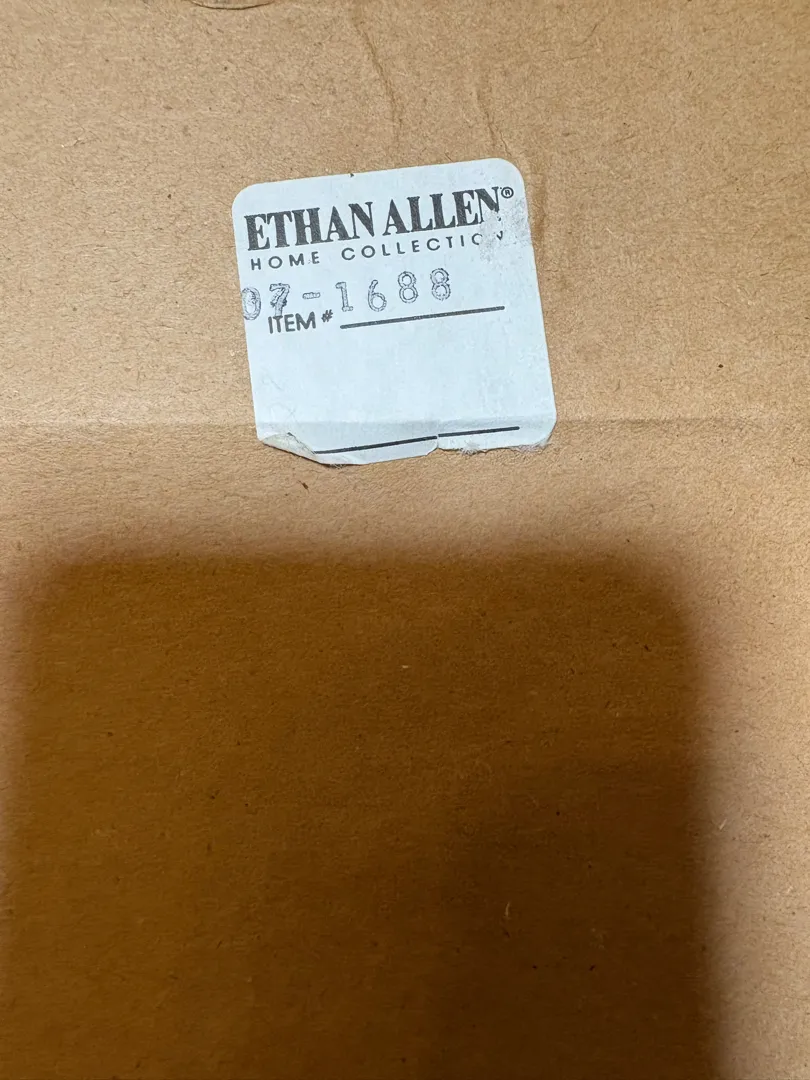 ETHAN ALLEN®
HOME COLLECTION
07-1688
ITEM #